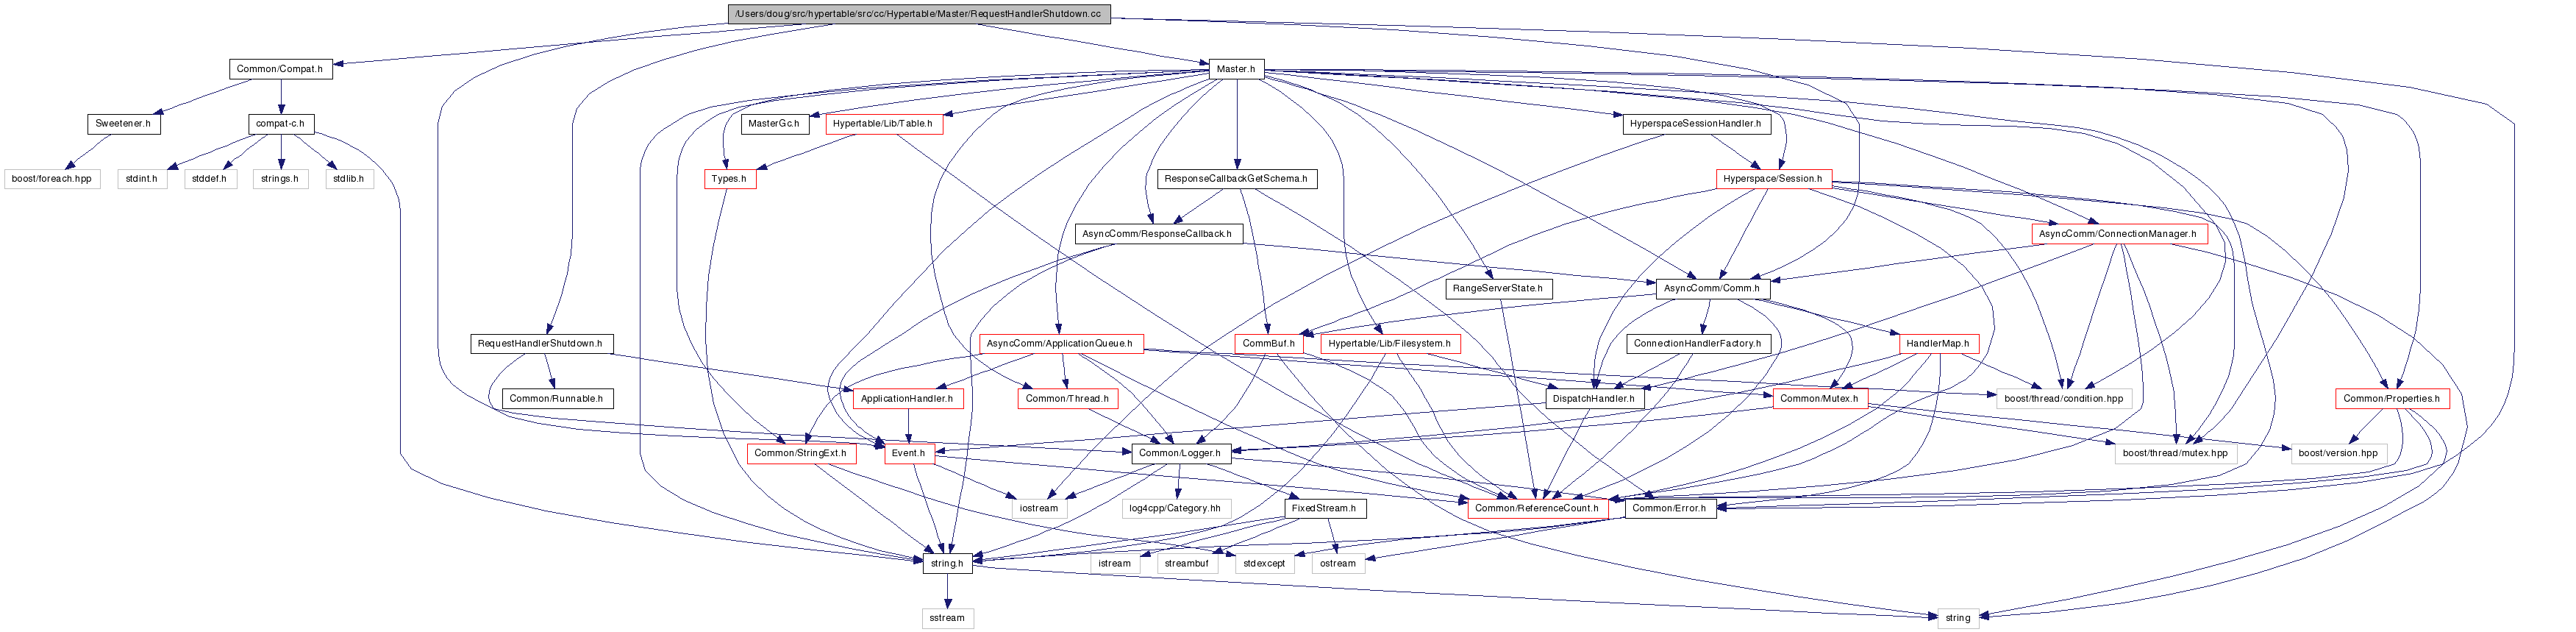 /Users/doug/src/hypertable/src/cc/Hypertable/Master/RequestHandlerShutdown.cc
Common/Compat.h
Master.h
Sweetener.h
compat-c.h
MasterGc.h
Hypertable/Lib/Table.h
HyperspaceSessionHandler.h
boost/foreach.hpp
stdint.h
stddef.h
strings.h
stdlib.h
Types.h
ResponseCallbackGetSchema.h
Hyperspace/Session.h
AsyncComm/ResponseCallback.h
AsyncComm/ConnectionManager.h
RangeServerState.h
AsyncComm/Comm.h
RequestHandlerShutdown.h
AsyncComm/ApplicationQueue.h
CommBuf.h
Hypertable/Lib/Filesystem.h
ConnectionHandlerFactory.h
HandlerMap.h
Common/Runnable.h
ApplicationHandler.h
Common/Thread.h
DispatchHandler.h
Common/Mutex.h
boost/thread/condition.hpp
Common/Properties.h
Common/StringExt.h
Event.h
Common/Logger.h
boost/thread/mutex.hpp
boost/version.hpp
iostream
log4cpp/Category.hh
FixedStream.h
Common/ReferenceCount.h
Common/Error.h
string.h
istream
streambuf
stdexcept
ostream
sstream
string